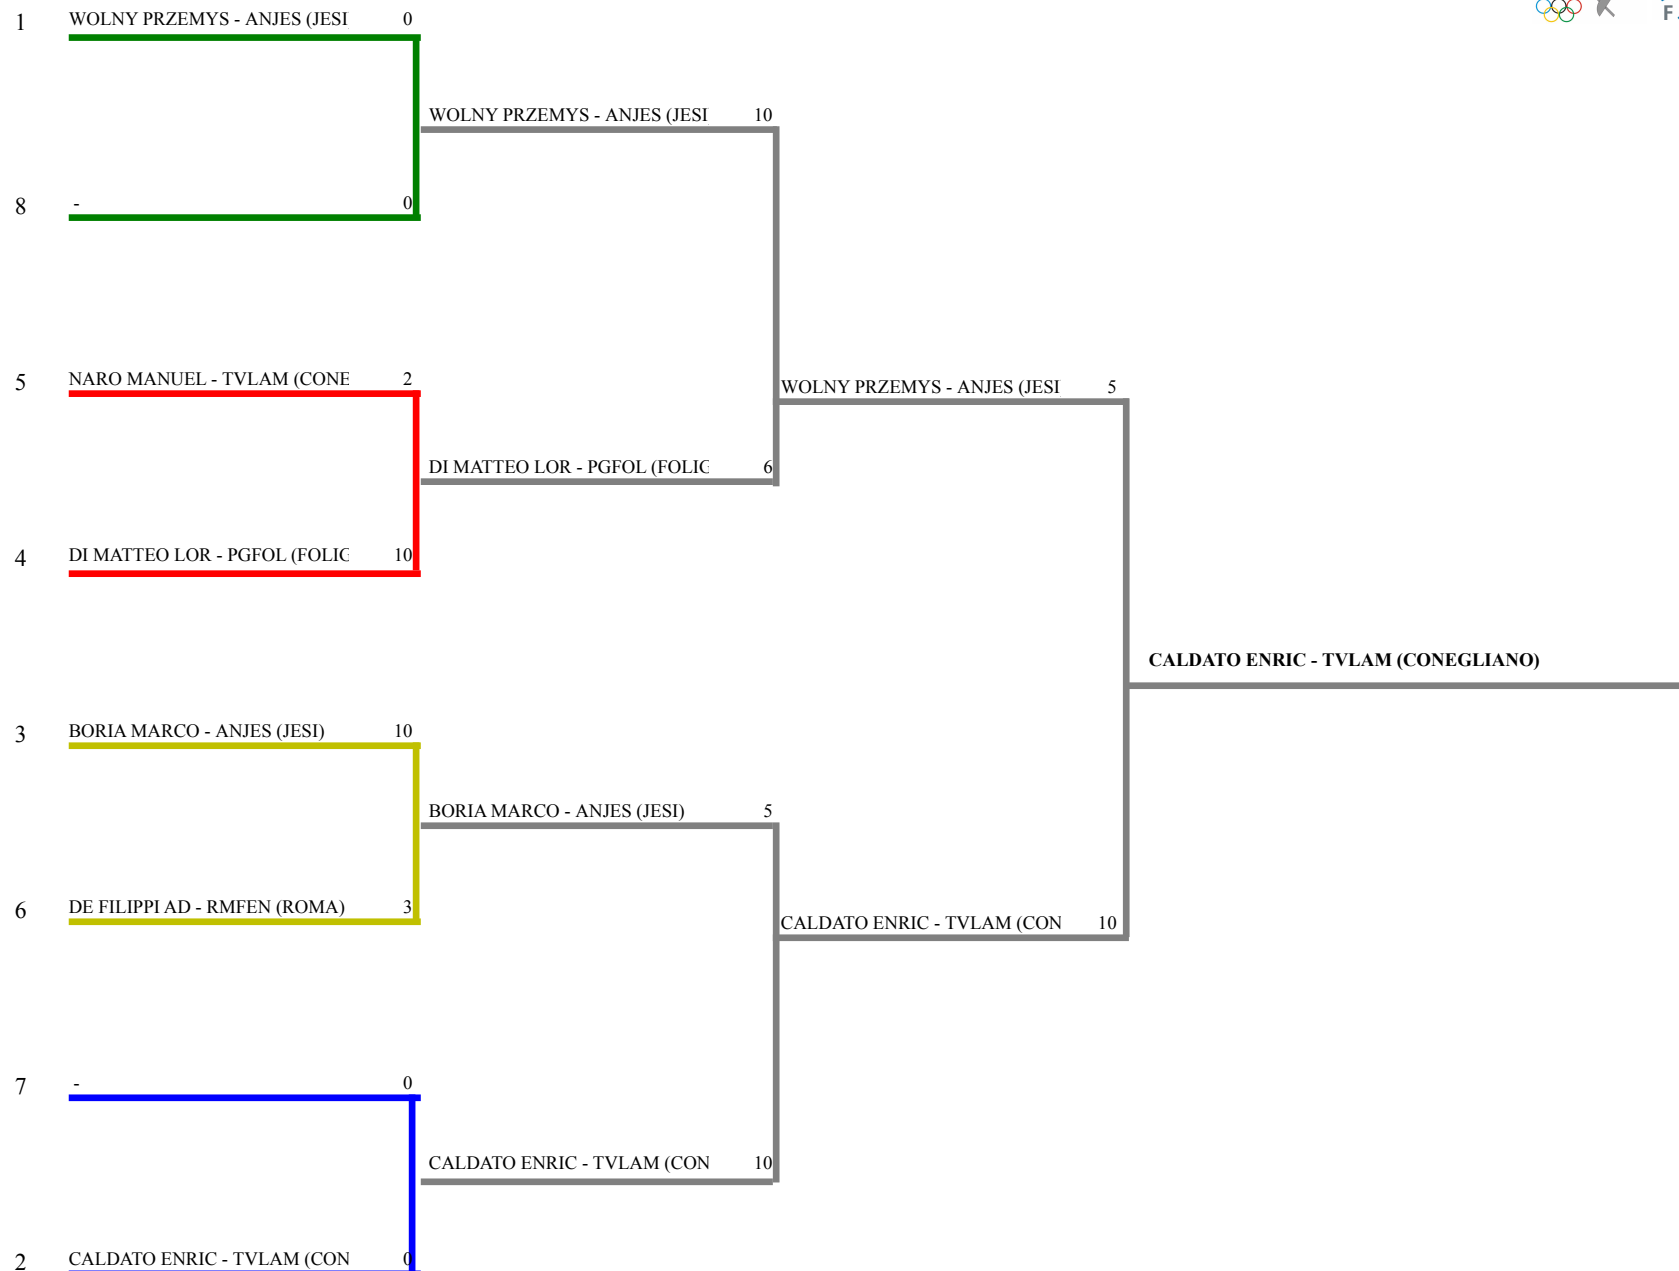 1 WOLNY PRZEMYS - ANJES (JESI 0
F
WOLNY PRZEMYS - ANJES (JESI 10
8 - 0
5 NARO MANUEL - TVLAM (CONE 2
WOLNY PRZEMYS - ANJES (JESI 5
DI MATTEO LOR - PGFOL (FOLIG 6
4 DI MATTEO LOR - PGFOL (FOLIG 10
CALDATO ENRIC - TVLAM (CONEGLIANO)
3 BORIA MARCO - ANJES (JESI) 10
BORIA MARCO - ANJES (JESI) 5
6 DE FILIPPI AD - RMFEN (ROMA) 3
CALDATO ENRIC - TVLAM (CON 10
7 - 0
CALDATO ENRIC - TVLAM (CON 10
2 CALDATO ENRIC - TVLAM (CON 0